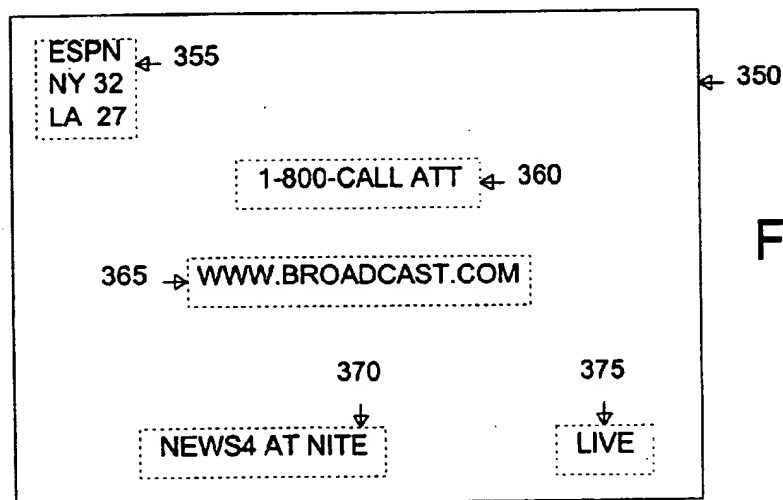 ESPN
NY 32
LA 27
355
350
1-800-CALL ATT
360
F
365
WWW.BROADCAST.COM
370
375
NEWS4 AT NITE
LIVE